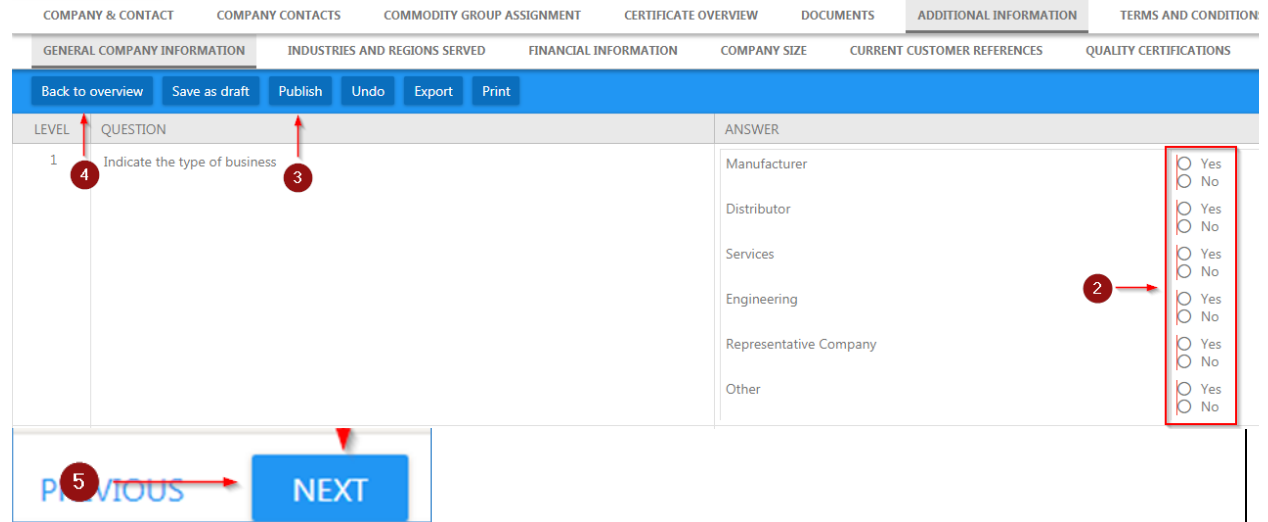 COMPANY & CONTACT COMPANY CONTACTS COMMODITY GROUP ASSIGNMENT CERTIFICATE OVERVIEW DOCUMENTS ADDITIONAL INFORMATION TERMS AND CONDITIONS
GENERAL COMPANY INFORMATION INDUSTRIES AND REGIONS SERVED FINANCIAL INFORMATION COMPANY SIZE CURRENT CUSTOMER REFERENCES QUALITY CERTIFICATIONS
Back to overview Save as draft Publish Undo Export Print
LEVEL QUESTION ANSWER
1 Indicate the type of business Manufacturer Yes
4 3 No
Distributor Yes
No
Services Yes
No
2
Engineering Yes
No
Representative Company Yes
No
Other Yes
No
PREVIOUS 5 NEXT